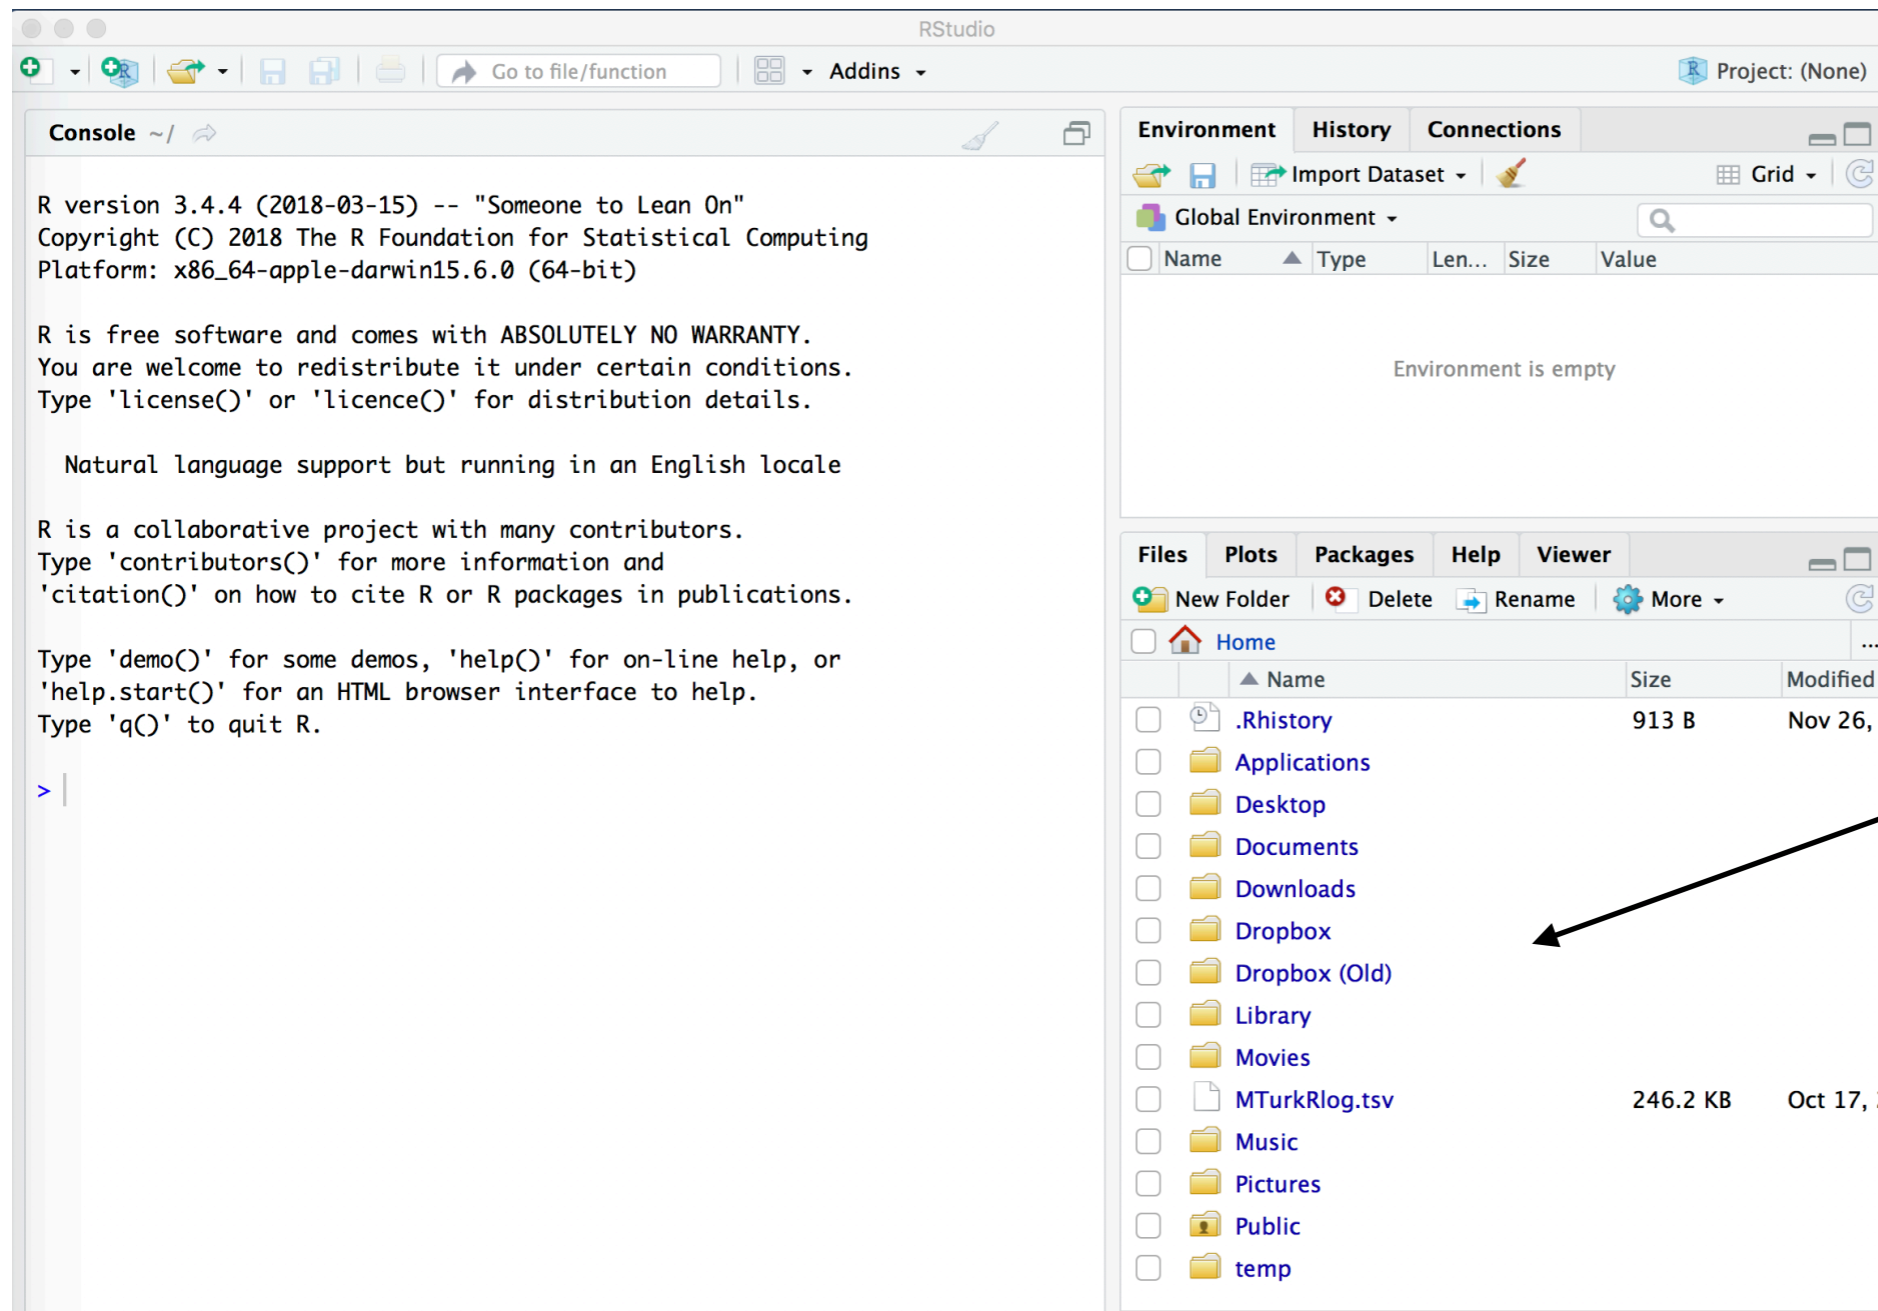 RStudio
Go to file/function
Addins
Project: (None)
Console ~/
R version 3.4.4 (2018-03-15) -- "Someone to Lean On"
Copyright (C) 2018 The R Foundation for Statistical Computing
Platform: x86_64-apple-darwin15.6.0 (64-bit)
R is free software and comes with ABSOLUTELY NO WARRANTY.
You are welcome to redistribute it under certain conditions.
Type 'license()' or 'licence()' for distribution details.
Natural language support but running in an English locale
R is a collaborative project with many contributors.
Type 'contributors()' for more information and
'citation()' on how to cite R or R packages in publications.
Type 'demo()' for some demos, 'help()' for on-line help, or
'help.start()' for an HTML browser interface to help.
Type 'q()' to quit R.
>
Environment History Connections
Import Dataset Grid
Global Environment
Name Type Len... Size Value
Environment is empty
Files Plots Packages Help Viewer
New Folder Delete Rename More
Home ...
Name Size Modified
.Rhistory 913 B Nov 26,
Applications
Desktop
Documents
Downloads
Dropbox
Dropbox (Old)
Library
Movies
MTurkRlog.tsv 246.2 KB Oct 17,
Music
Pictures
Public
temp